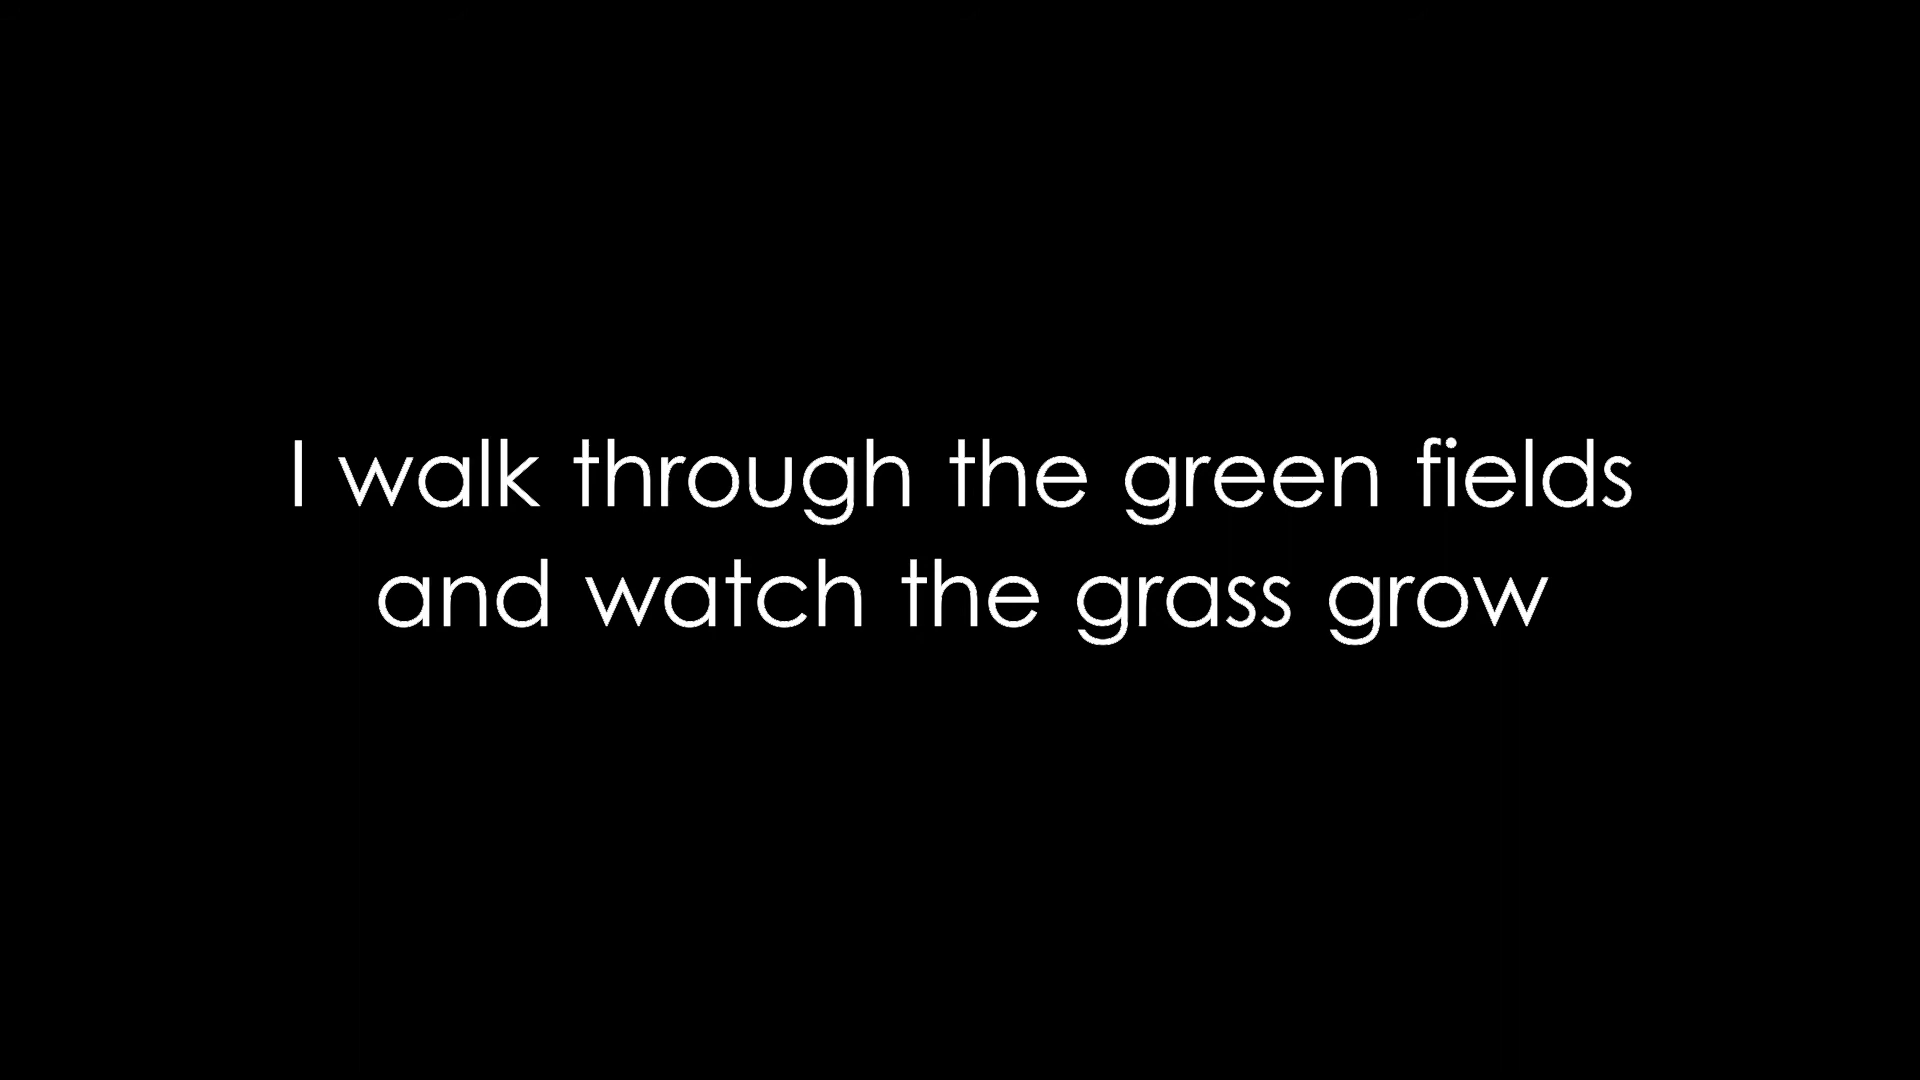 I walk through the green fields
and watch the grass grow